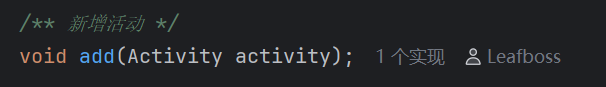 /** 新增活动 */
void add(Activity activity); 1 个实现 Leafboss